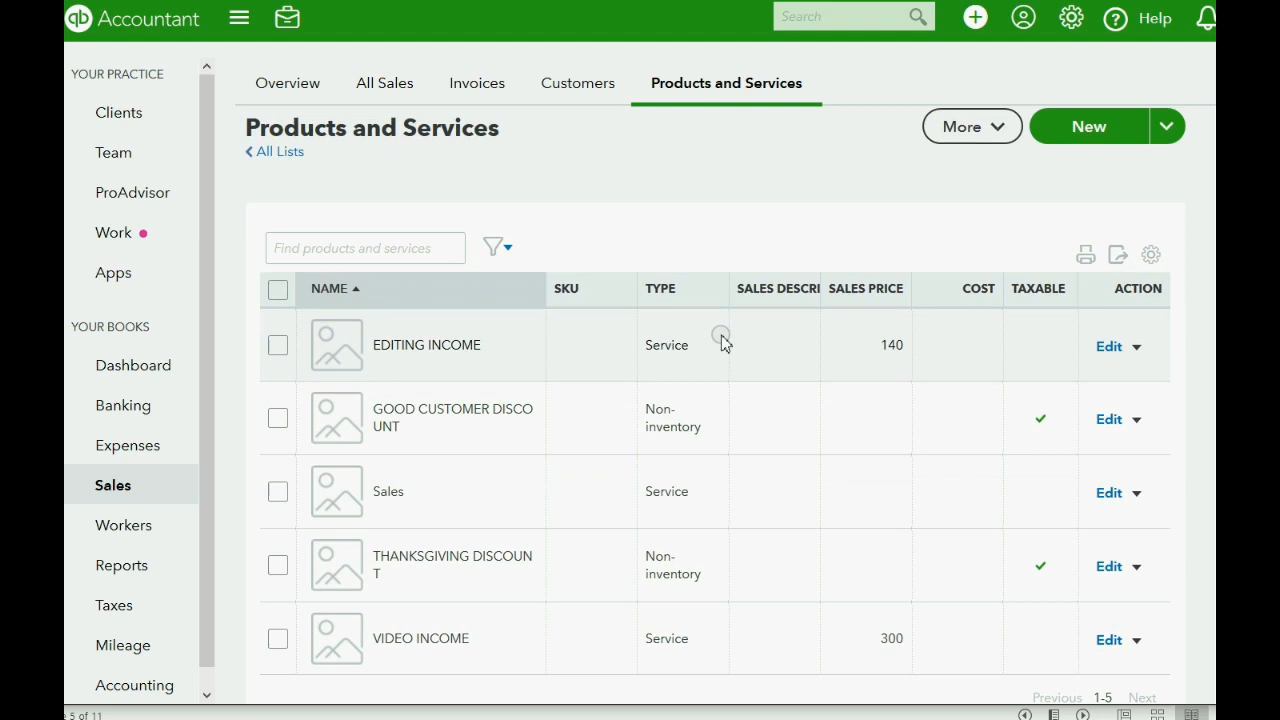 qb Accountant
Search
Help
YOUR PRACTICE
Clients
Team
ProAdvisor
Work
Apps
YOUR BOOKS
Dashboard
Banking
Expenses
Sales
Workers
Reports
Taxes
Mileage
Accounting
Overview All Sales Invoices Customers Products and Services
Products and Services
All Lists
More
New
Find products and services
NAME SKU TYPE SALES DESCRI SALES PRICE COST TAXABLE ACTION
EDITING INCOME Service 140 Edit
GOOD CUSTOMER DISCO
UNT
Non-
inventory
Edit
Sales Service Edit
THANKSGIVING DISCOUN
T
Non-
inventory
Edit
VIDEO INCOME Service 300 Edit
Previous 1-5 Next
5 of 11